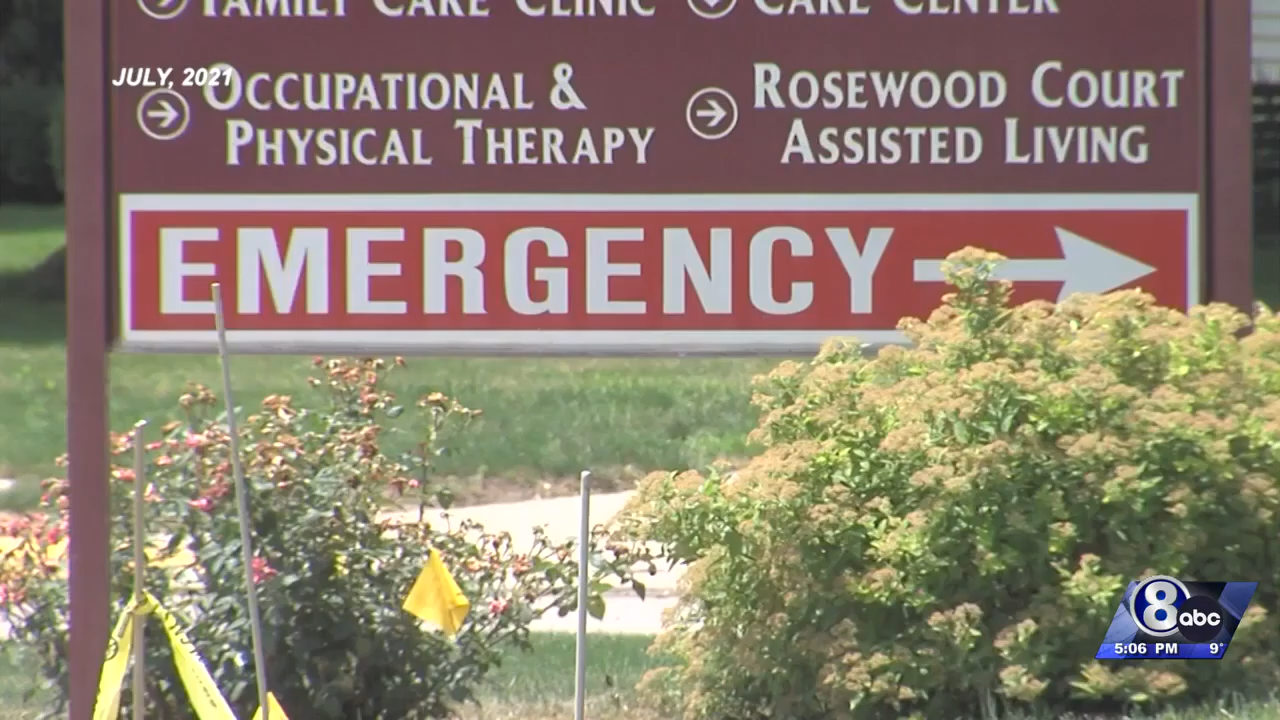 FAMILY CARE CLINIC
CARE CENTER
JULY, 2021
OCCUPATIONAL &
PHYSICAL THERAPY
ROSEWOOD COURT
ASSISTED LIVING
EMERGENCY
8 abc
5:06 PM 9°